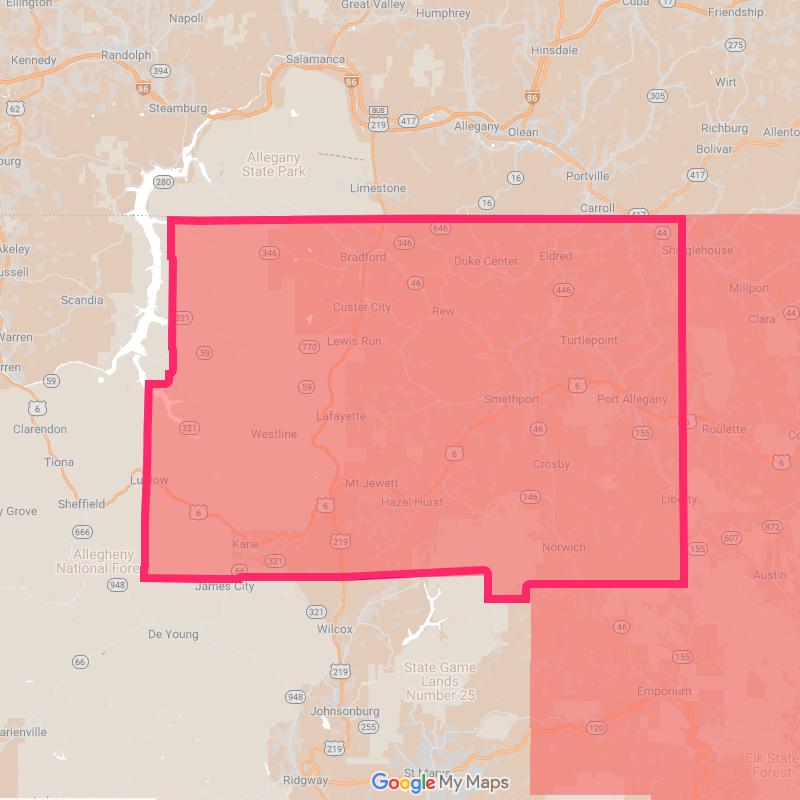 Ellington
Napoli
Great Valley
Humphrey
Cuba
17
Friendship
Kennedy
Randolph
394
86
Salamanca
86
Hinsdale
275
62
Steamburg
BUS
219
417
86
305
Wirt
Allegany
Olean
Richburg
Bolivar
Allento
burg
Allegany
State Park
280
Limestone
16
16
Portville
417
Carroll
417
Akeley
ussell
346
Bradford
346
646
Duke Center
Eldred
44
Shinglehouse
Scandia
321
Custer City
46
Rew
446
Millport
Clara
44
Warren
rren
59
59
770
Lewis Run
Turtlepoint
6
59
Smethport
6
Port Allegany
Clarendon
321
Westline
Lafayette
46
155
6
Roulette
Tiona
Ludlow
6
Crosby
6
Sheffield
6
Mt Jewett
Hazel Hurst
146
Liberty
y Grove
666
6
219
872
Allegheny
National Fore
Kane
321
66
Norwich
155
607
948
James City
Austin
De Young
321
Wilcox
46
66
219
State Game
Lands
Number 25
155
Emporium
948
Johnsonburg
255
120
arienville
219
Ridgway
St Marys
Elk State
Forest
Google My Maps